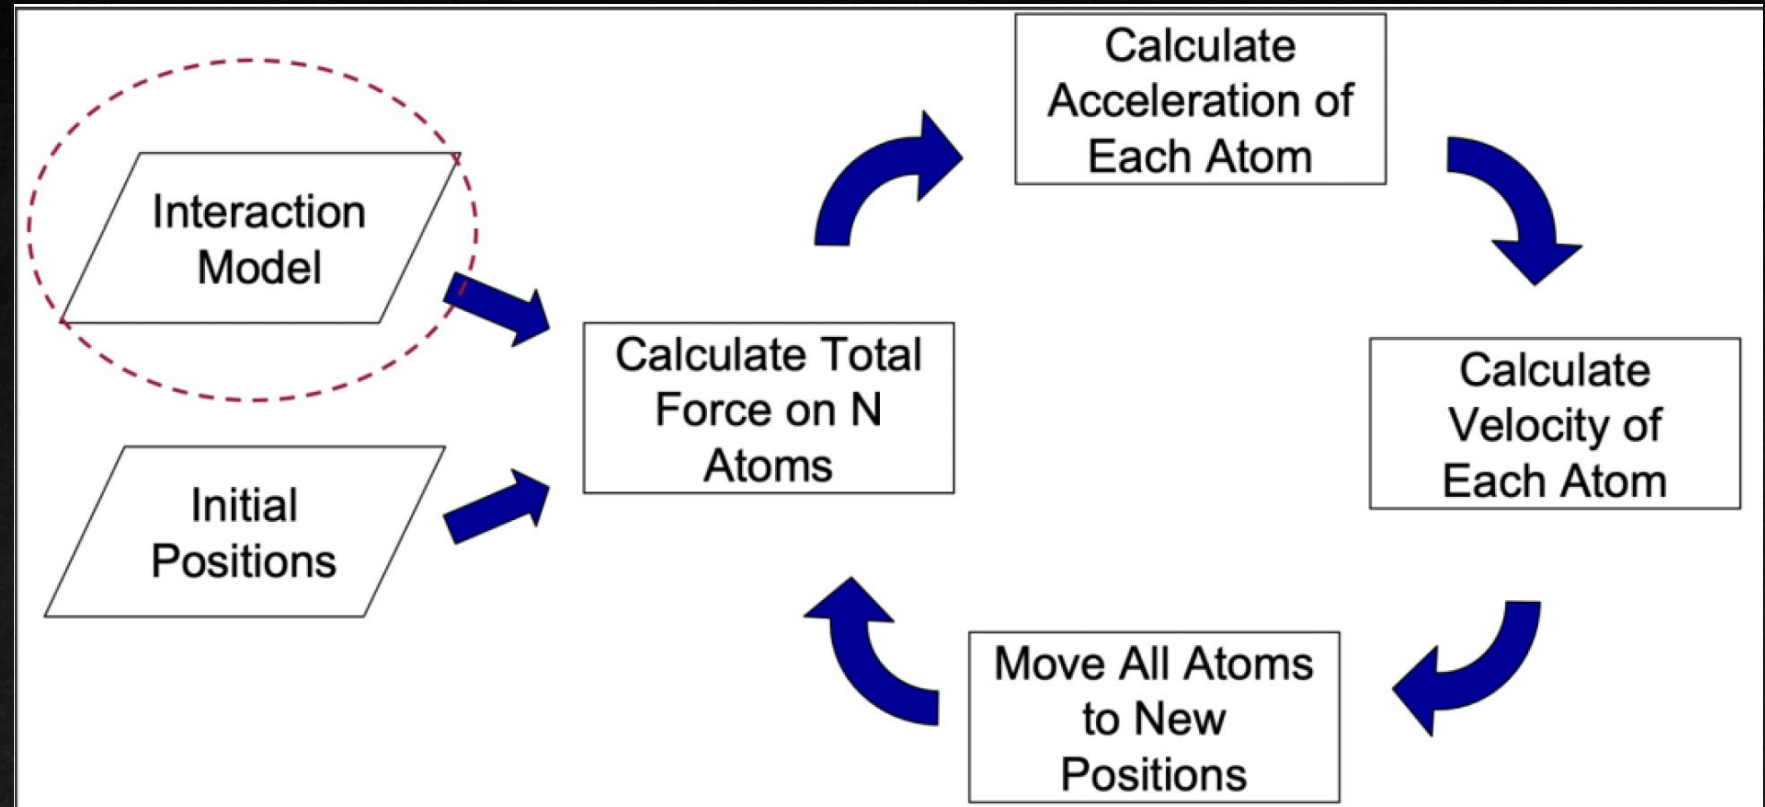 Interaction
Model
Initial
Positions
Calculate Total
Force on N
Atoms
Calculate
Acceleration of
Each Atom
Calculate
Velocity of
Each Atom
Move All Atoms
to New
Positions